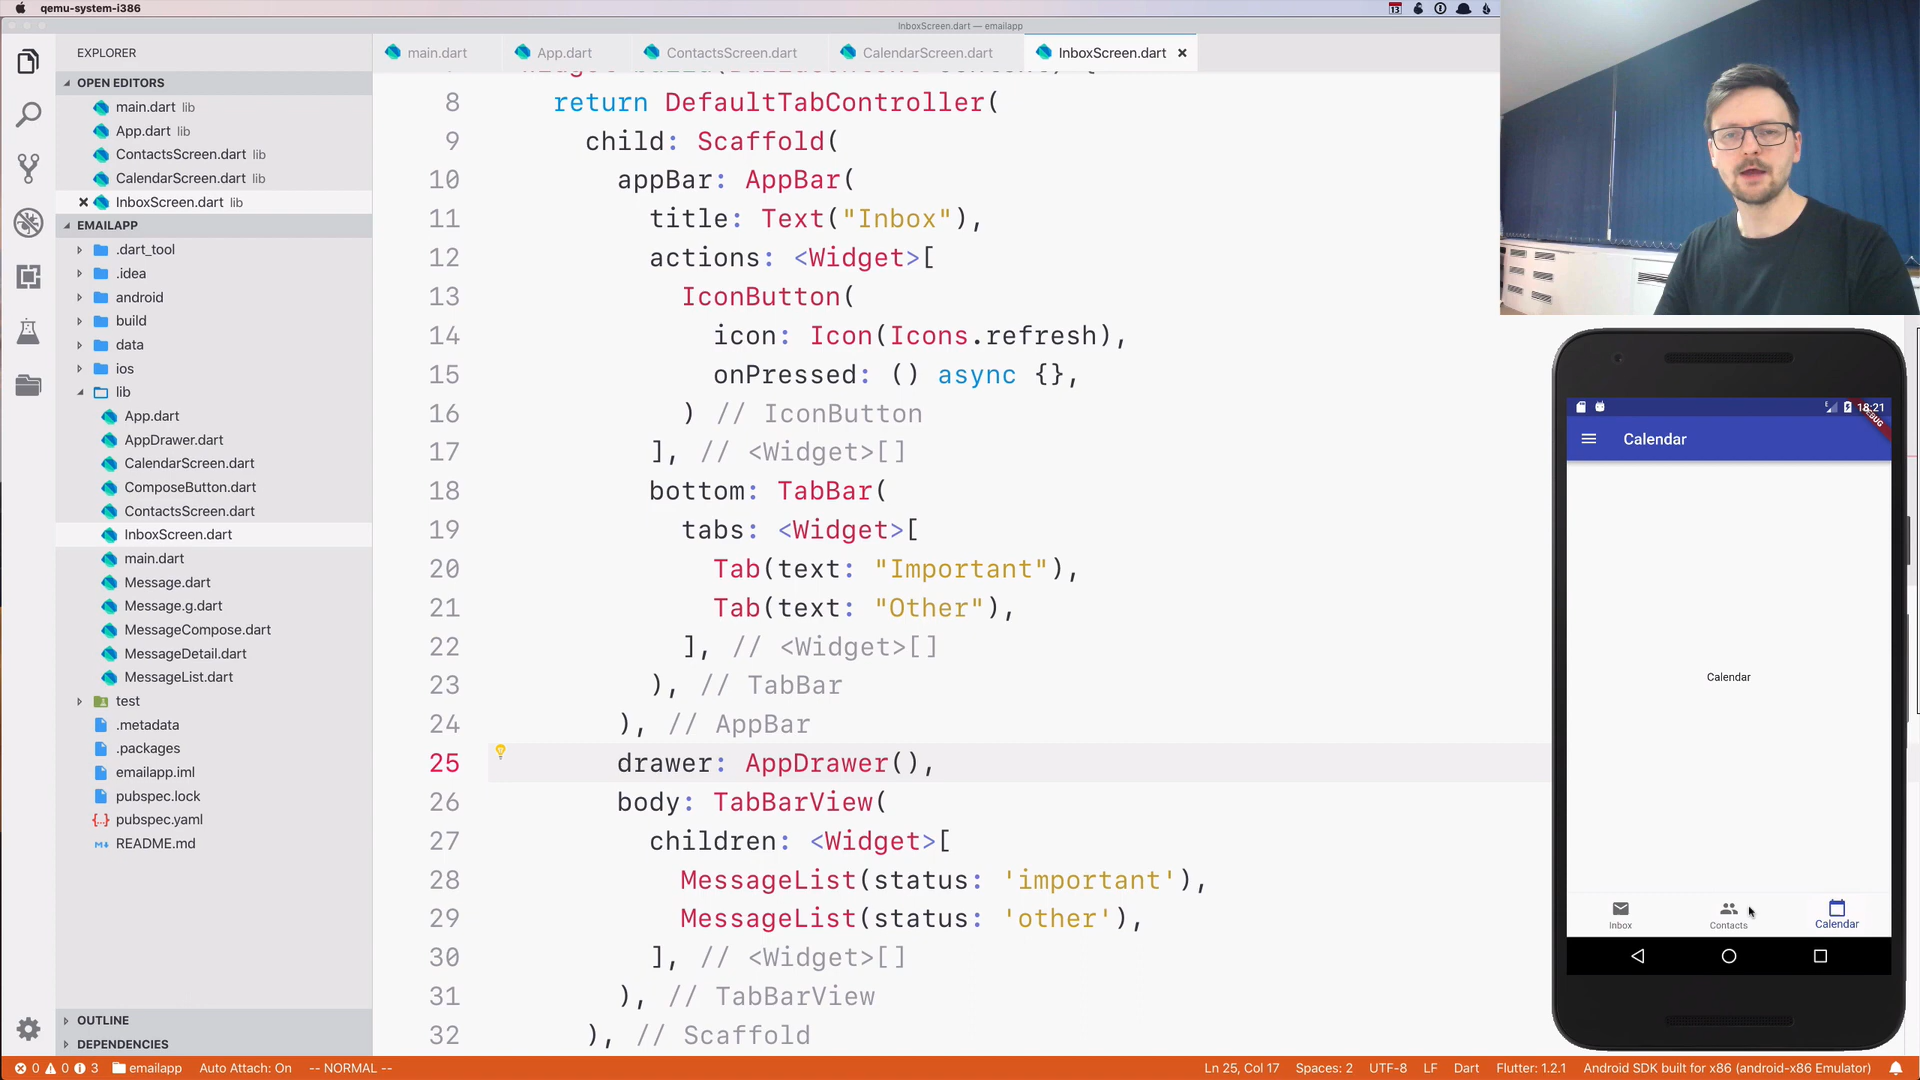 qemu-system-i386
13
InboxScreen.dart — emailapp
EXPLORER
main.dart
App.dart
ContactsScreen.dart
CalendarScreen.dart
InboxScreen.dart
OPEN EDITORS
main.dart lib
App.dart lib
ContactsScreen.dart lib
CalendarScreen.dart lib
InboxScreen.dart lib
EMAILAPP
.dart_tool
.idea
android
build
data
ios
lib
App.dart
AppDrawer.dart
CalendarScreen.dart
ComposeButton.dart
ContactsScreen.dart
InboxScreen.dart
main.dart
Message.dart
Message.g.dart
MessageCompose.dart
MessageDetail.dart
MessageList.dart
test
.metadata
.packages
emailapp.iml
pubspec.lock
pubspec.yaml
README.md
OUTLINE
DEPENDENCIES
8 return DefaultTabController(
9 child: Scaffold(
10 appBar: AppBar(
11 title: Text("Inbox"),
12 actions: <Widget>[
13 IconButton(
14 icon: Icon(Icons.refresh),
15 onPressed: () async {},
16 ) // IconButton
17 ], // <Widget>[]
18 bottom: TabBar(
19 tabs: <Widget>[
20 Tab(text: "Important"),
21 Tab(text: "Other"),
22 ], // <Widget>[]
23 ), // TabBar
24 ), // AppBar
25 drawer: AppDrawer(),
26 body: TabBarView(
27 children: <Widget>[
28 MessageList(status: 'important'),
29 MessageList(status: 'other'),
30 ], // <Widget>[]
31 ), // TabBarView
32 ), // Scaffold
18:21
DEBUG
Calendar
Calendar
Inbox
Contacts
Calendar
0 0 3 emailapp Auto Attach: On -- NORMAL -- Ln 25, Col 17 Spaces: 2 UTF-8 LF Dart Flutter: 1.2.1 Android SDK built for x86 (android-x86 Emulator)